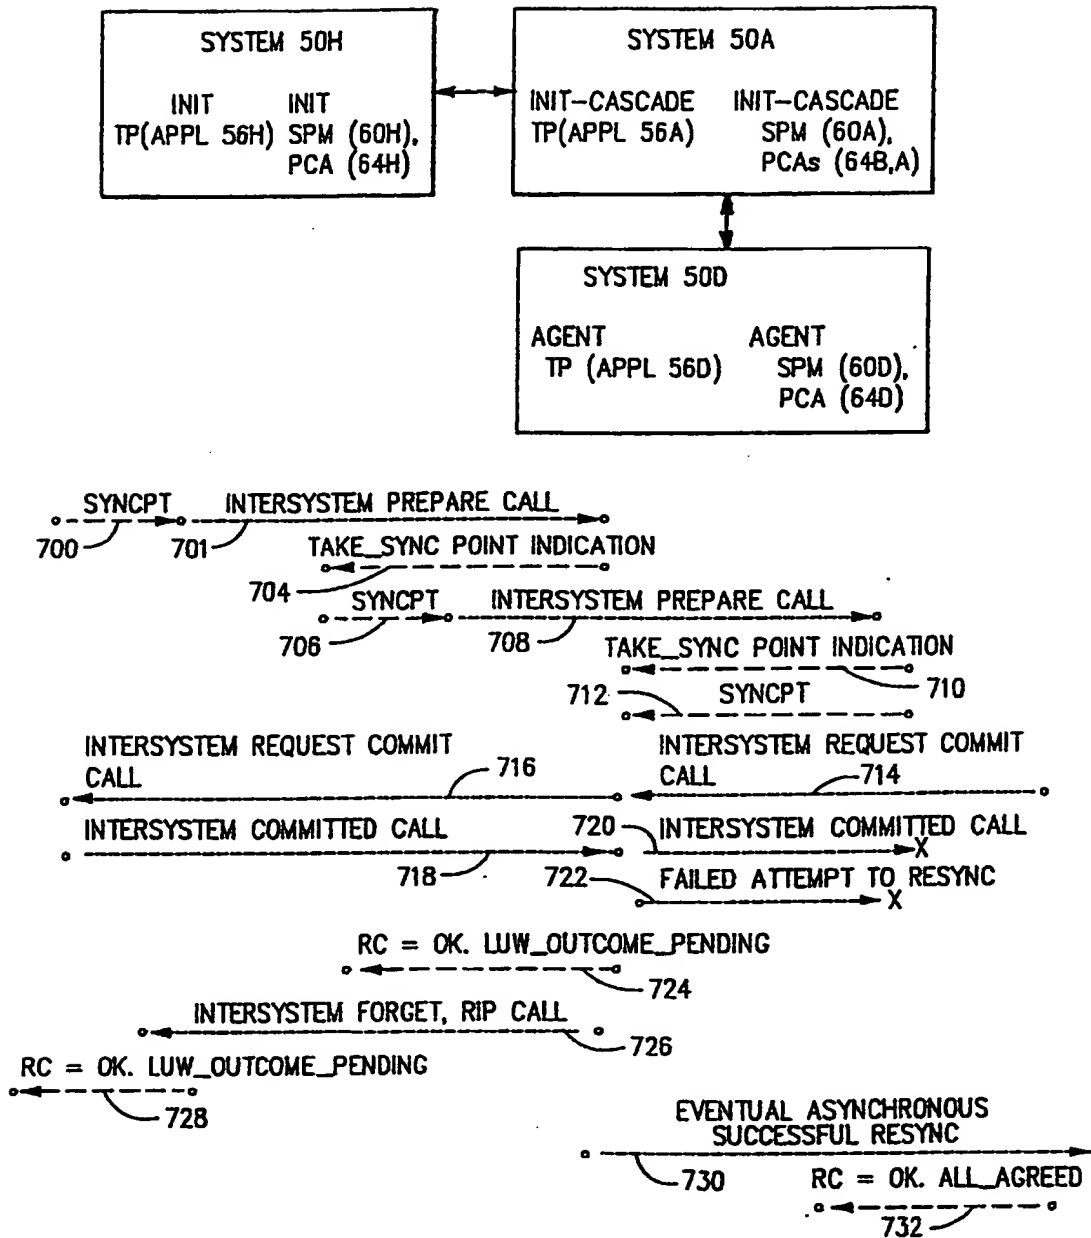 SYSTEM 50H
INIT INIT
TP(APPL 56H) SPM (60H),
PCA (64H)
SYSTEM 50A
INIT-CASCADE INIT-CASCADE
TP(APPL 56A) SPM (60A),
PCAs (64B,A)
SYSTEM 50D
AGENT AGENT
TP (APPL 56D) SPM (60D),
PCA (64D)
SYNCPT INTERSYSTEM PREPARE CALL
700 701
TAKE_SYNC POINT INDICATION
704
SYNCPT INTERSYSTEM PREPARE CALL
706 708
TAKE_SYNC POINT INDICATION
710
712 SYNCPT
INTERSYSTEM REQUEST COMMIT
CALL 716
INTERSYSTEM REQUEST COMMIT
CALL 714
INTERSYSTEM COMMITTED CALL
718
720 INTERSYSTEM COMMITTED CALL
X
722 FAILED ATTEMPT TO RESYNC
X
RC = OK. LUW_OUTCOME_PENDING
724
INTERSYSTEM FORGET, RIP CALL
726
RC = OK. LUW_OUTCOME_PENDING
728
EVENTUAL ASYNCHRONOUS
SUCCESSFUL RESYNC
730
RC = OK. ALL_AGREED
732